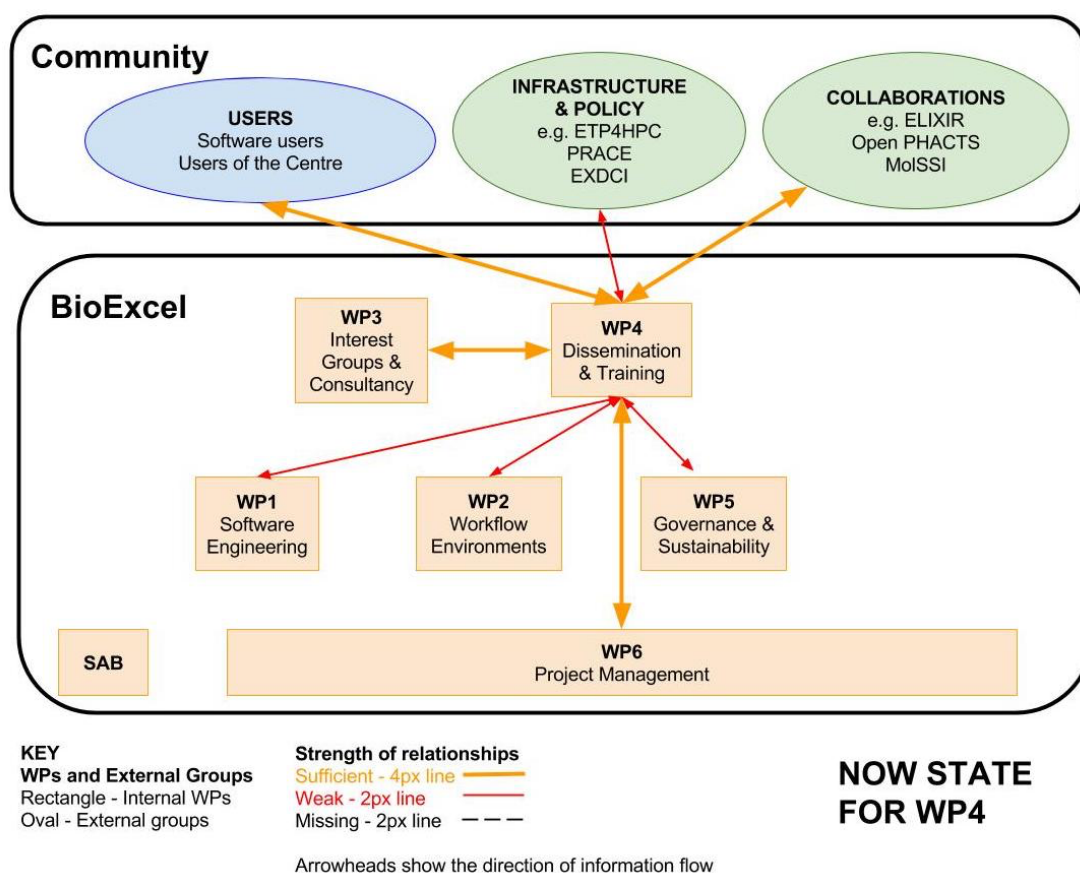 Community
USERS
Software users
Users of the Centre
INFRASTRUCTURE
& POLICY
e.g. ETP4HPC
PRACE
EXDCI
COLLABORATIONS
e.g. ELIXIR
Open PHACTS
MolSSI
BioExcel
WP3
Interest
Groups &
Consultancy
WP4
Dissemination
& Training
WP1
Software
Engineering
WP2
Workflow
Environments
WP5
Governance &
Sustainability
SAB
WP6
Project Management
KEY
WPs and External Groups
Rectangle - Internal WPs
Oval - External groups
Strength of relationships
Sufficient - 4px line
Weak - 2px line
Missing - 2px line
Arrowheads show the direction of information flow
NOW STATE
FOR WP4